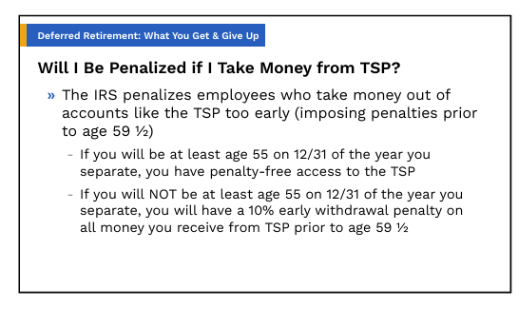 Deferred Retirement: What You Get & Give Up
Will I Be Penalized if I Take Money from TSP?
» The IRS penalizes employees who take money out of
accounts like the TSP too early (imposing penalties prior
to age 59 ½)
- If you will be at least age 55 on 12/31 of the year you
separate, you have penalty-free access to the TSP
- If you will NOT be at least age 55 on 12/31 of the year you
separate, you will have a 10% early withdrawal penalty on
all money you receive from TSP prior to age 59 ½